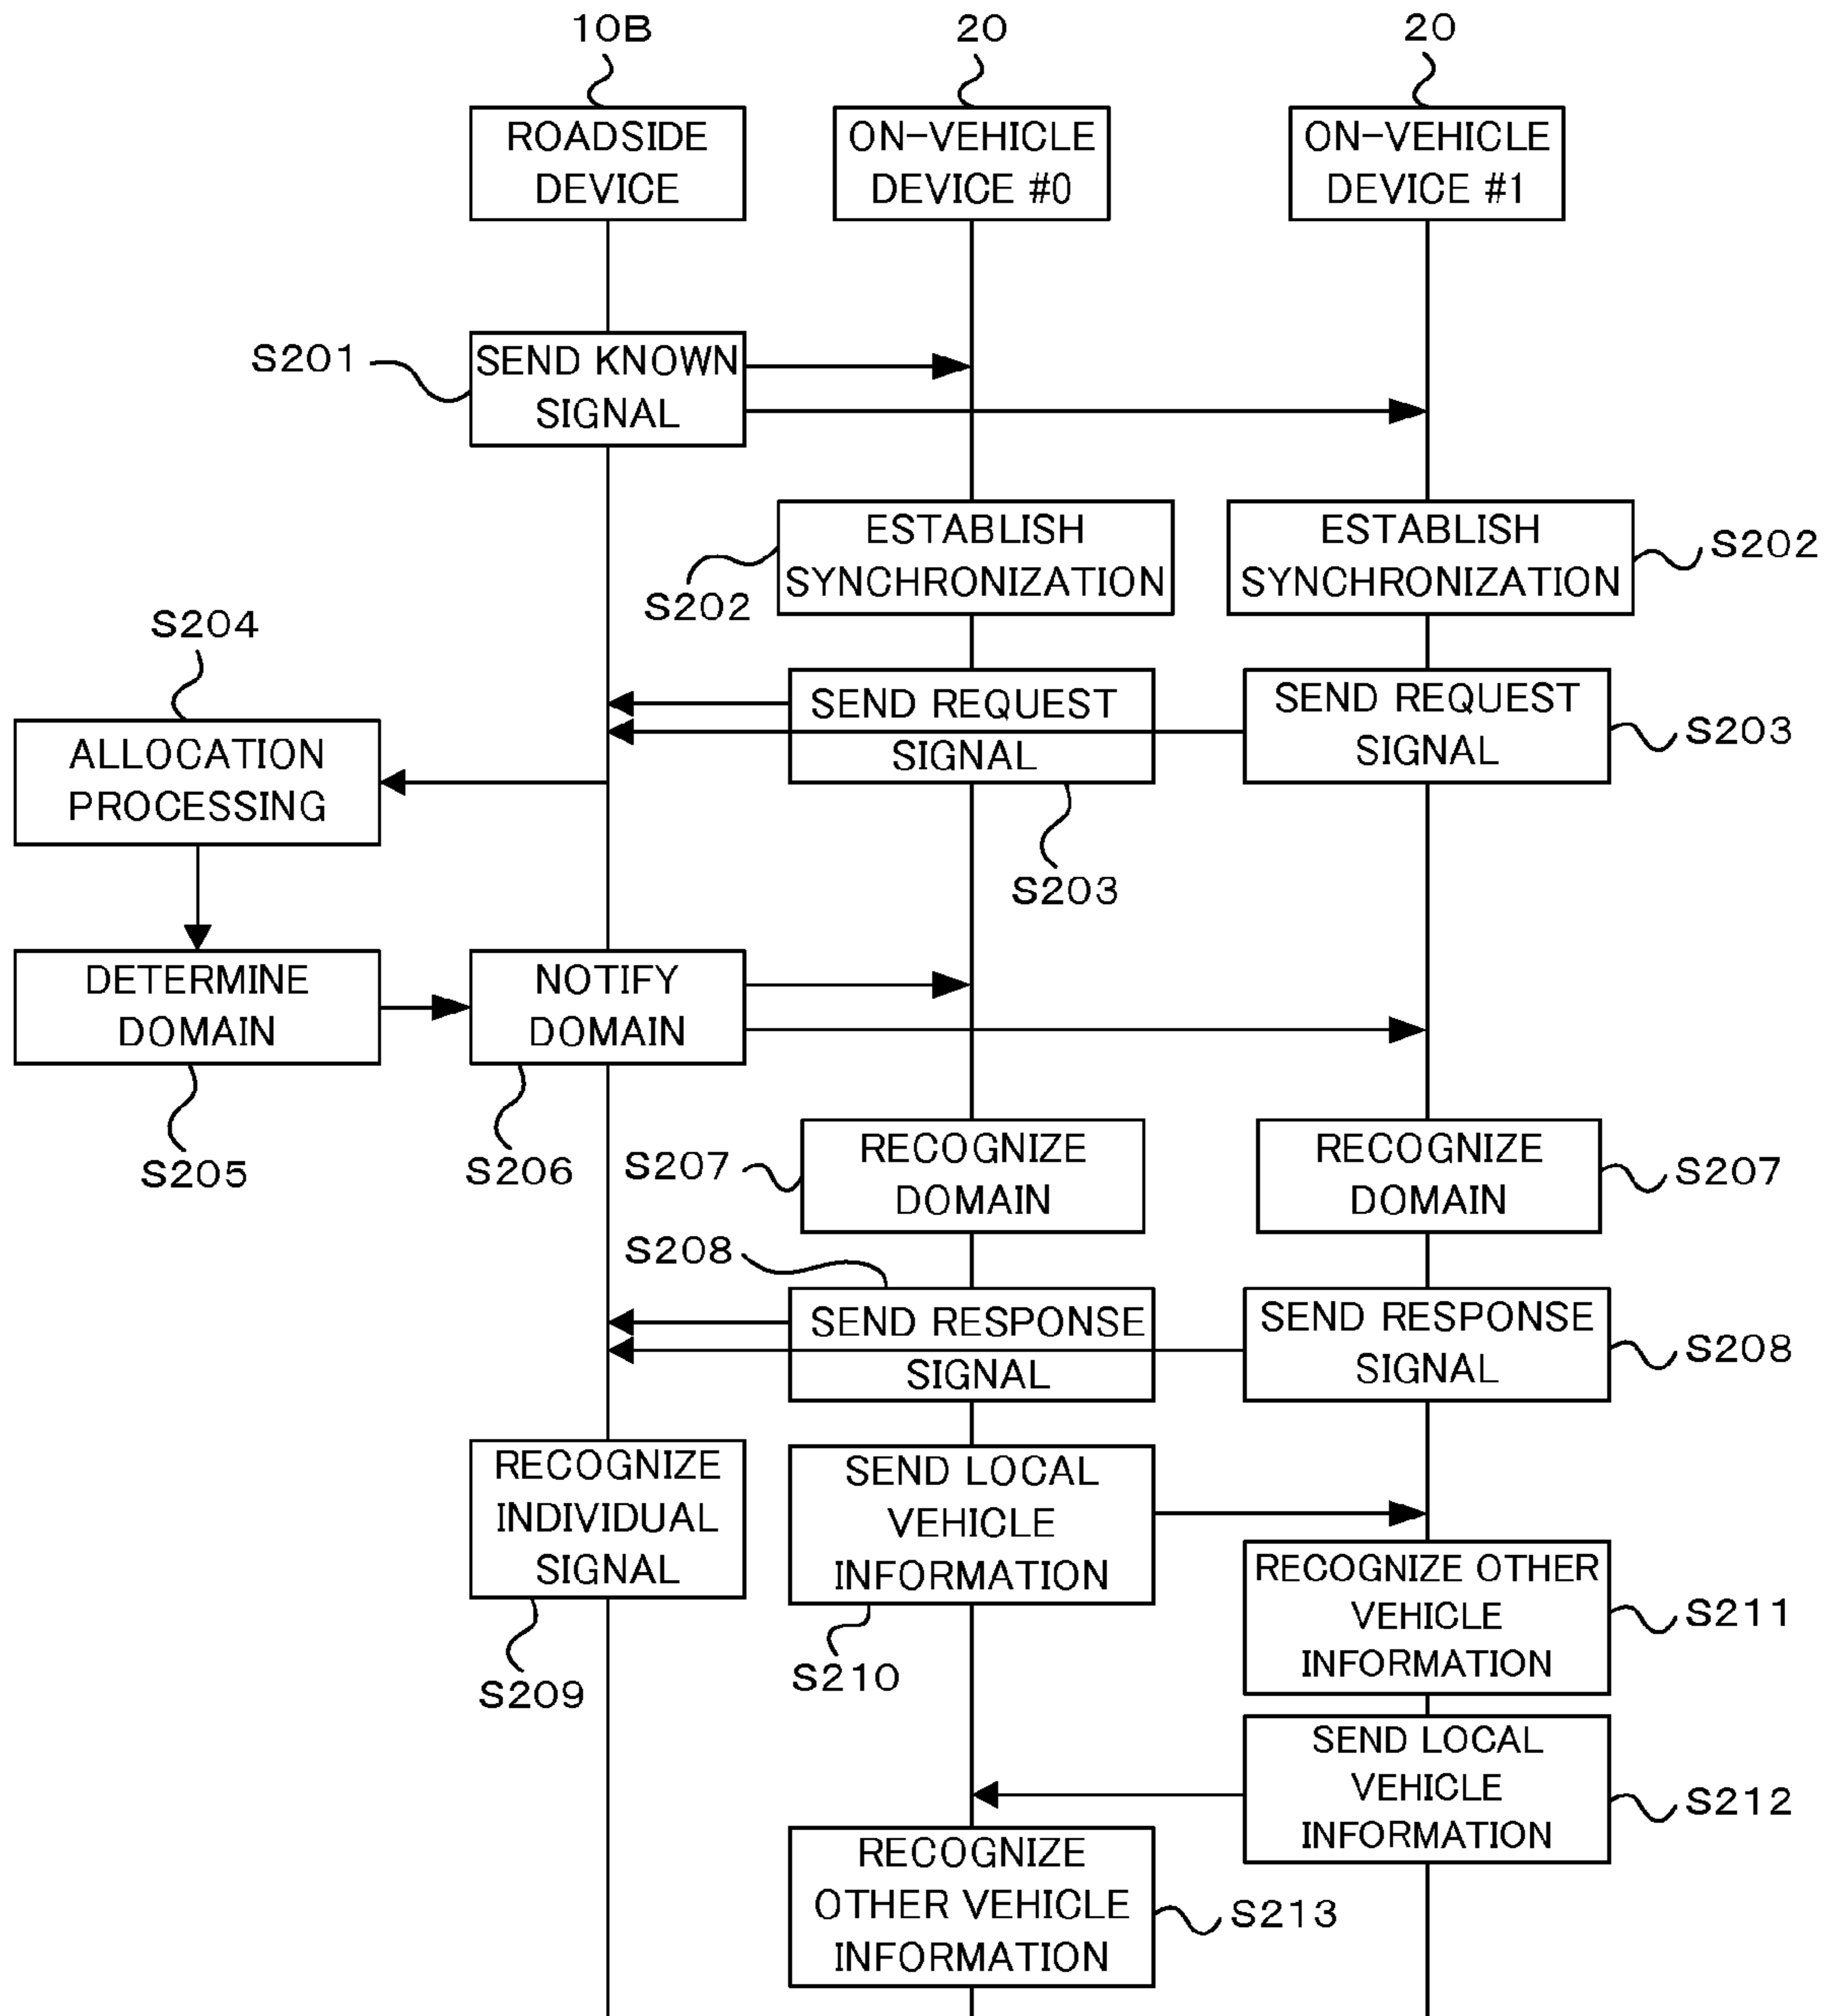 10B
20
20
ROADSIDE
DEVICE
ON-VEHICLE
DEVICE #0
ON-VEHICLE
DEVICE #1
S201
SEND KNOWN
SIGNAL
ESTABLISH
SYNCHRONIZATION
S202
ESTABLISH
SYNCHRONIZATION
S202
S204
ALLOCATION
PROCESSING
SEND REQUEST
SIGNAL
S203
SEND REQUEST
SIGNAL
S203
DETERMINE
DOMAIN
S205
NOTIFY
DOMAIN
S206
S207
RECOGNIZE
DOMAIN
RECOGNIZE
DOMAIN
S207
S208
SEND RESPONSE
SIGNAL
SEND RESPONSE
SIGNAL
S208
RECOGNIZE
INDIVIDUAL
SIGNAL
S209
SEND LOCAL
VEHICLE
INFORMATION
S210
RECOGNIZE OTHER
VEHICLE
INFORMATION
S211
SEND LOCAL
VEHICLE
INFORMATION
S212
RECOGNIZE
OTHER VEHICLE
INFORMATION
S213